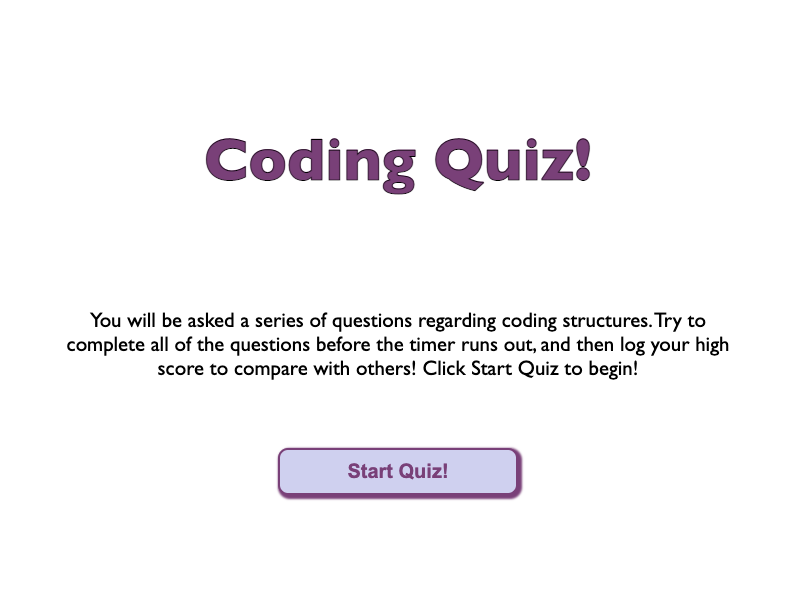 Coding Quiz!
You will be asked a series of questions regarding coding structures. Try to
complete all of the questions before the timer runs out, and then log your high
score to compare with others! Click Start Quiz to begin!
Start Quiz!